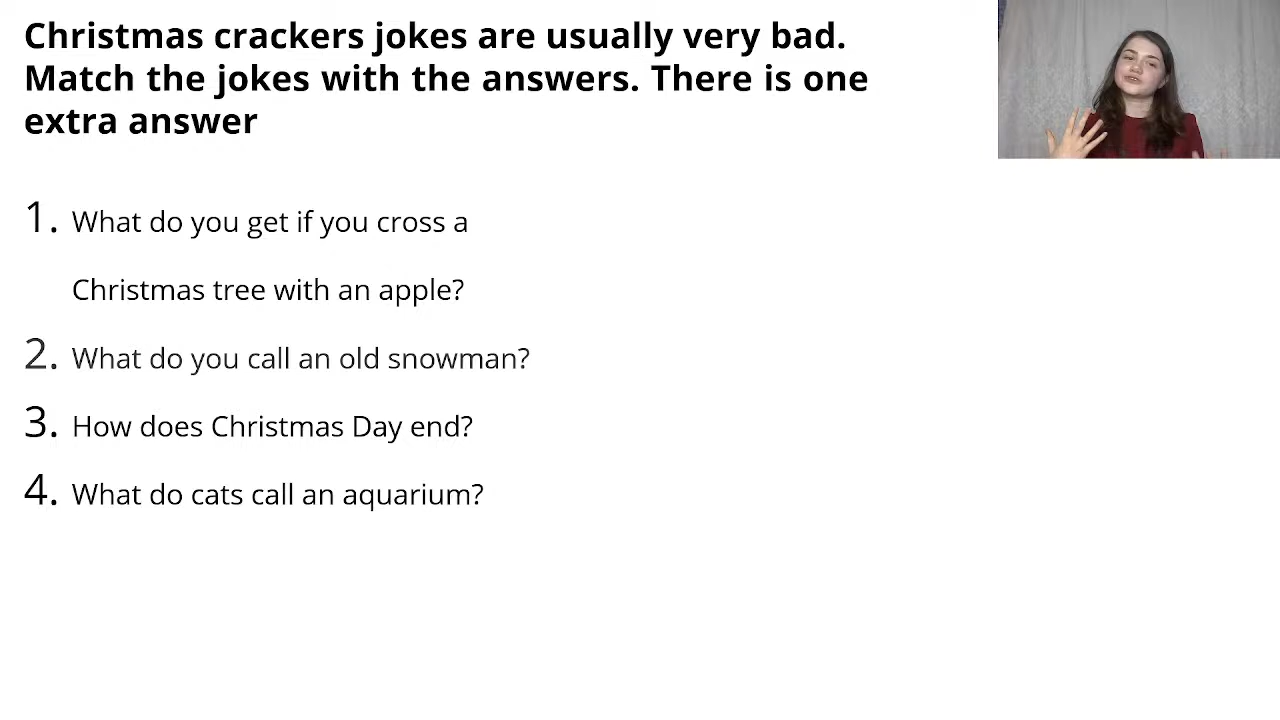 Christmas crackers jokes are usually very bad.
Match the jokes with the answers. There is one
extra answer
1. What do you get if you cross a
Christmas tree with an apple?
2. What do you call an old snowman?
3. How does Christmas Day end?
4. What do cats call an aquarium?